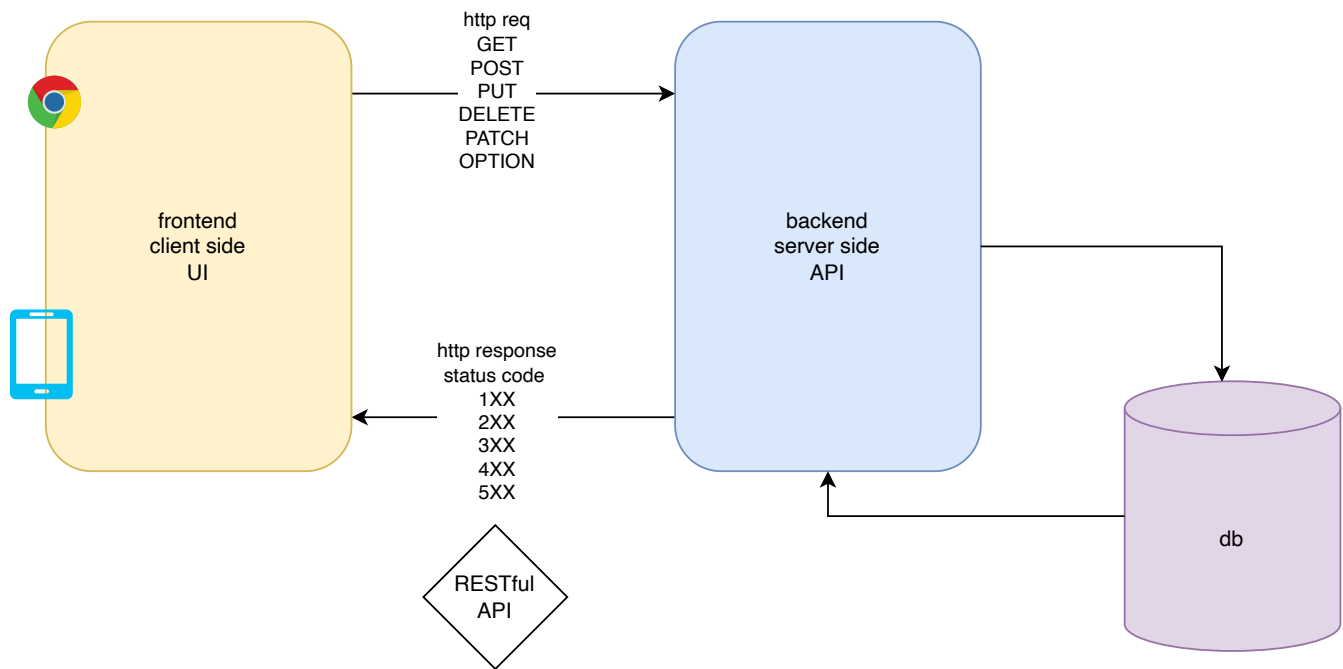 http req
GET
POST
PUT
DELETE
PATCH
OPTION
frontend
client side
UI
backend
server side
API
http response
status code
1XX
2XX
3XX
4XX
5XX
db
RESTful
API